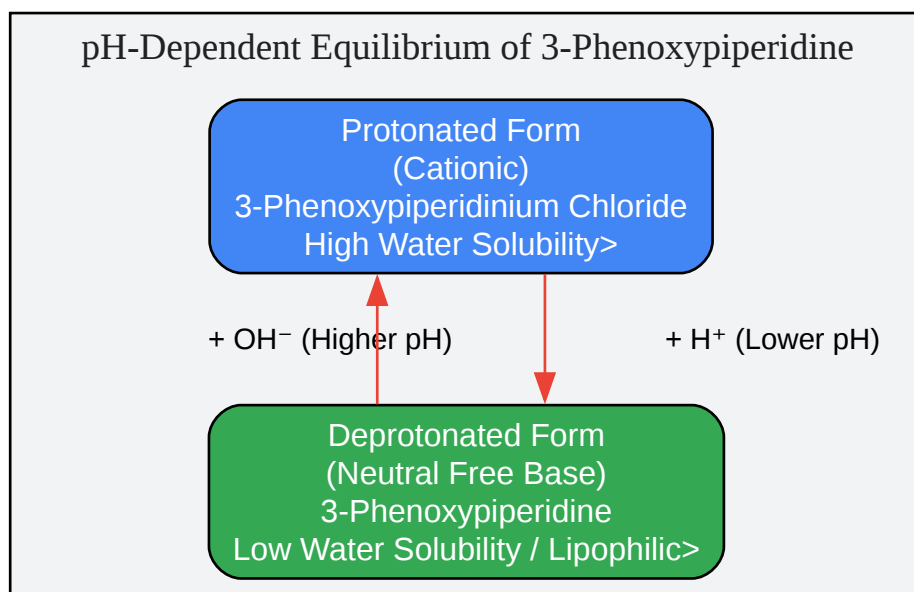 pH-Dependent Equilibrium of 3-Phenoxypiperidine
Protonated Form
(Cationic)
3-Phenoxypiperidinium Chloride
High Water Solubility>
+ OH⁻ (Higher pH)
+ H⁺ (Lower pH)
Deprotonated Form
(Neutral Free Base)
3-Phenoxypiperidine
Low Water Solubility / Lipophilic>